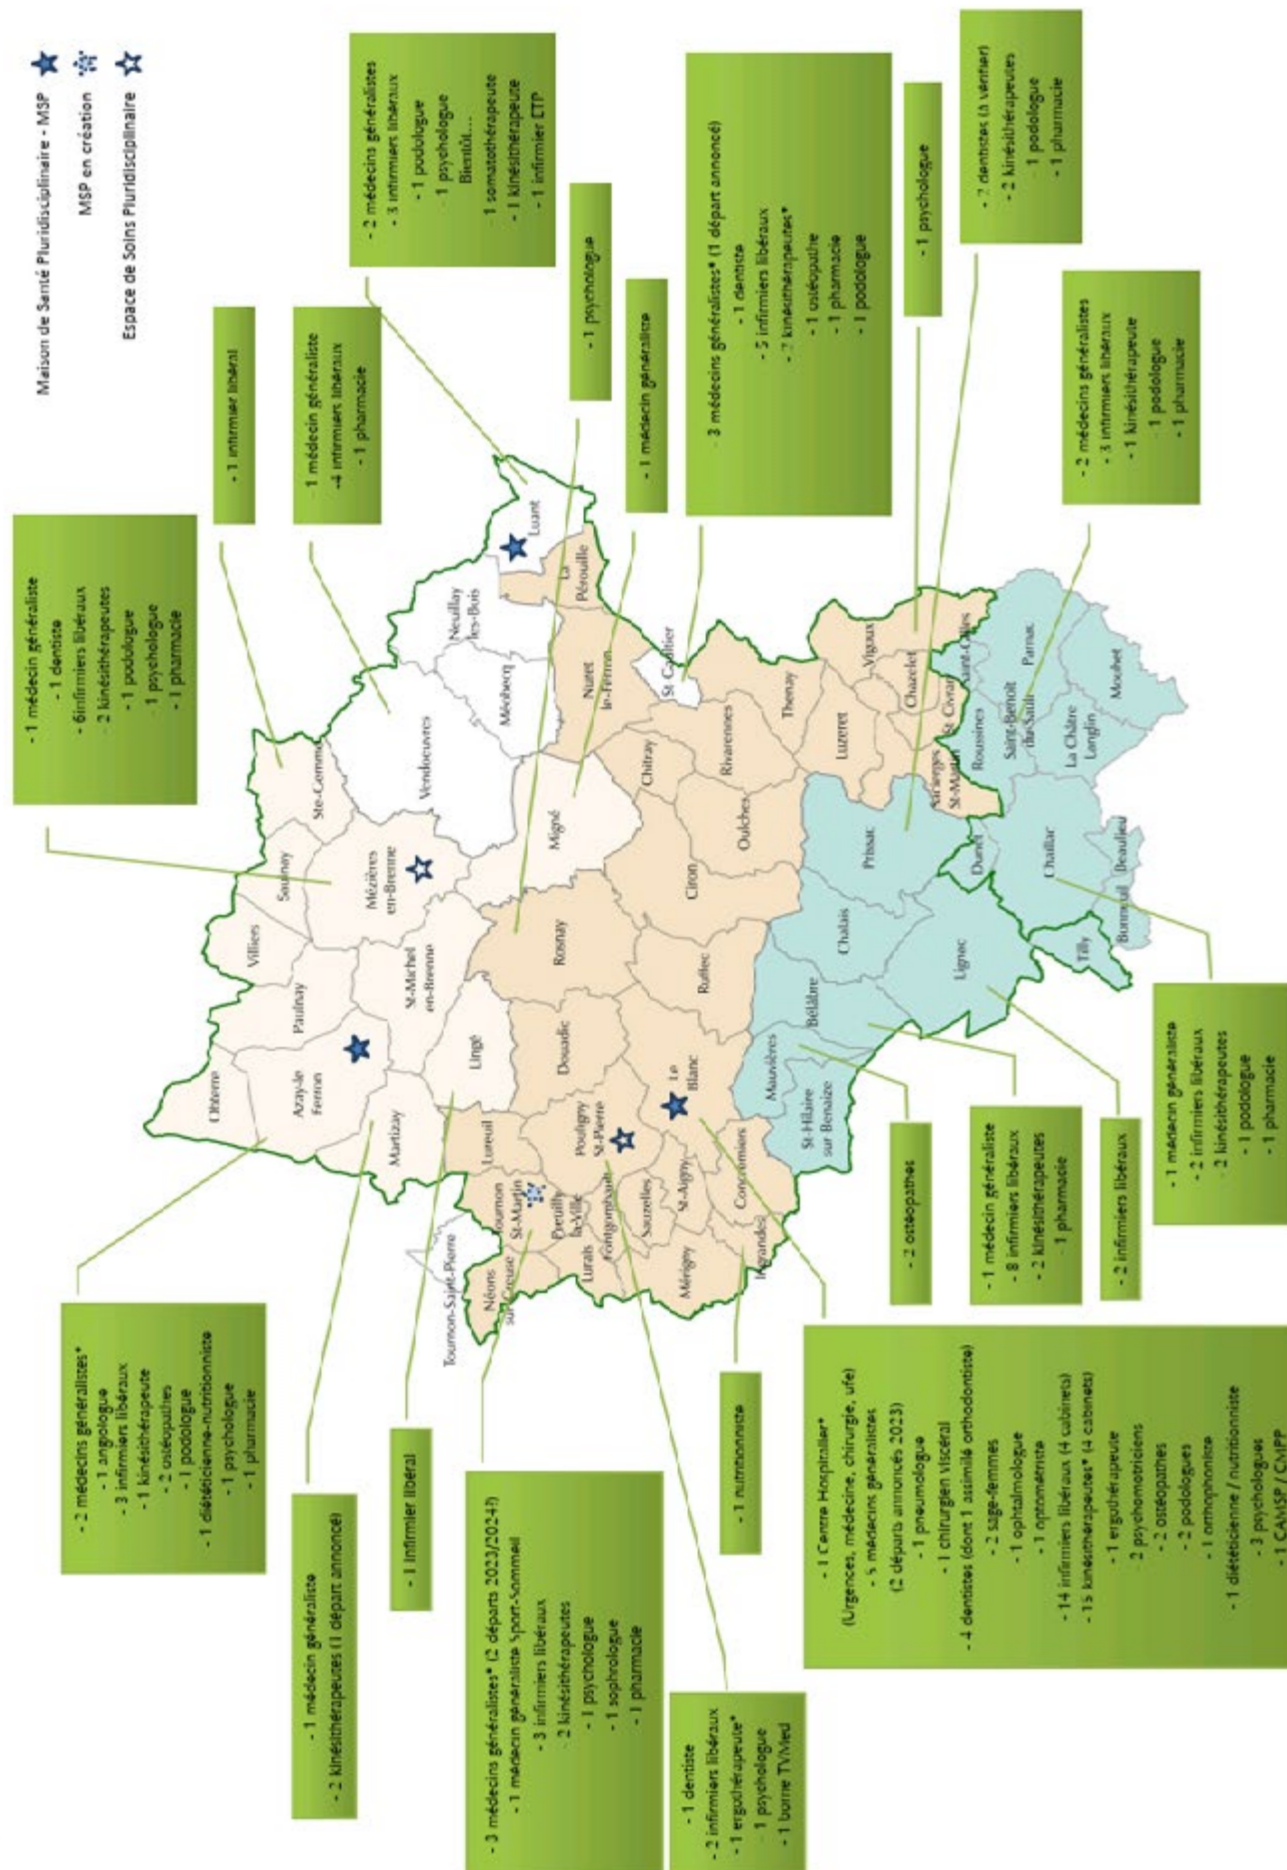 Maison de Santé Pluridisciplinaire - MSP
MSP en création
Espace de Soins Pluridisciplinaire
- 2 médecins généralistes*
- 1 angiologue
- 3 infirmiers libéraux
- 1 kinésithérapeute
- 2 ostéopathes
- 1 podologue
- 1 diététicienne-nutritionniste
- 1 psychologue
- 1 pharmacie
- 1 médecin généraliste
- 1 dentiste
- 6infirmiers libéraux
- 2 kinésithérapeutes
- 1 podologue
- 1 psychologue
- 1 pharmacie
- 1 infirmier libéral
- 1 médecin généraliste
-4 infirmiers libéraux
- 1 pharmacie
- 2 médecins généralistes
- 3 infirmiers libéraux
- 1 podologue
- 1 psychologue
Bientôt...
- 1 somatothérapeute
- 1 kinésithérapeute
- 1 infirmier ETP
- 1 médecin généraliste
- 2 kinésithérapeutes (1 départ annoncé)
- 1 infirmier libéral
- 1 psychologue
- 1 médecin généraliste
- 3 médecins généralistes* (2 départs 2023/2024?)
- 1 médecin généraliste Sport-Sommeil
- 3 infirmiers libéraux
- 2 kinésithérapeutes
- 1 psychologue
- 1 sophrologue
- 1 pharmacie
- 3 médecins généralistes* (1 départ annoncé)
- 1 dentiste
- 5 infirmiers libéraux
- 2 kinésithérapeutes*
- 1 ostéopathe
- 1 pharmacie
- 1 podologue
- 1 dentiste
- 2 infirmiers libéraux
- 1 ergothérapeute*
- 1 psychologue
- 1 borne TVMed
- 1 nutritionniste
- 1 psychologue
- 2 dentistes (à vérifier)
- 2 kinésithérapeutes
- 1 podologue
- 1 pharmacie
- 1 Centre Hospitalier*
(Urgences, médecine, chirurgie, ufe)
- 5 médecins généralistes
(2 départs annoncés 2023)
- 1 pneumologue
- 1 chirurgien viscéral
- 4 dentistes (dont 1 assimilé orthodontiste)
- 2 sage-femmes
- 1 ophtalmologue
- 1 optométriste
- 14 infirmiers libéraux (4 cabinets)
- 15 kinésithérapeutes* (4 cabinets)
- 1 ergothérapeute
- 2 psychomotriciens
- 2 ostéopathes
- 2 podologues
- 1 orthophoniste
- 1 diététicienne / nutritionniste
- 3 psychologues
- 1 CAMSP / CMPP
- 2 ostéopathes
- 1 médecin généraliste
- 8 infirmiers libéraux
- 2 kinésithérapeutes
- 1 pharmacie
- 2 infirmiers libéraux
- 1 médecin généraliste
- 2 infirmiers libéraux
- 2 kinésithérapeutes
- 1 podologue
- 1 pharmacie
- 2 médecins généralistes
- 3 infirmiers libéraux
- 1 kinésithérapeute
- 1 podologue
- 1 pharmacie
Obterre
Azay-le
Ferron
Paulnay
Villiers
Saulnay
Ste-Gemme
Martizay
St-Michel
en-Brenne
Mézières
en-Brenne
Vendoeuvres
Neuillay
les-Bois
Méobecq
Luant
La
Pérouille
Lingé
Migné
Nuret
le-Ferron
Tournon-Saint-Pierre
Néons
sur-Creuse
Tournon
St-Martin
Lureuil
Preuilly
la-Ville
Lurais
Fontgombault
Pouligny
St-Pierre
Douadic
Rosnay
Sauzelles
St-Aigny
Mérigny
Ingrandes
Concremiers
Le
Blanc
Ruffec
Ciron
Oulches
Chitray
Rivarennes
St-Gaultier
Thenay
Luzeret
Vigoux
Chazelet
St-Civran
Sacierges
St-Martin
St-Hilaire
sur Benaize
Mauvières
Bélâbre
Chalais
Prissac
Lignac
Dunet
Tilly
Chaillac
Bonneuil
Beaulieu
Roussines
Saint-Gilles
Saint-Benoît
du-Sault
Parnac
La Châtre
Langlin
Mouhet